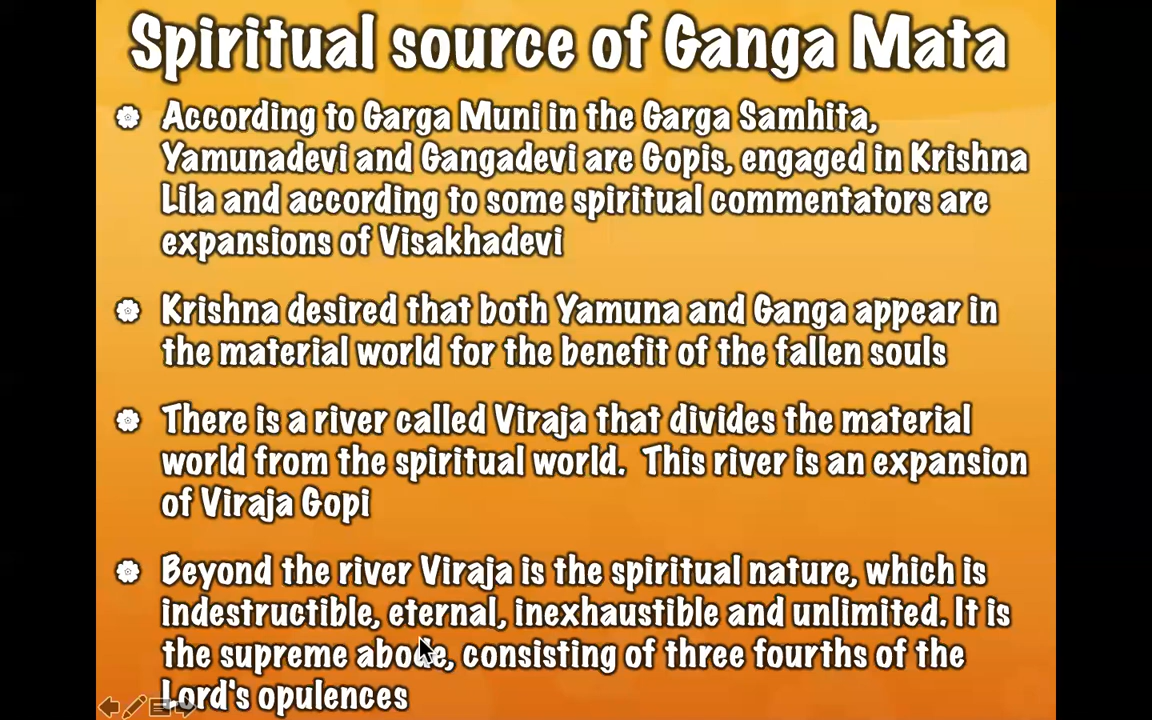 Spiritual source of Ganga Mata
According to Garga Muni in the Garga Samhita,
Yamunadevi and Gangadevi are Gopis, engaged in Krishna
Lila and according to some spiritual commentators are
expansions of Visakhadevi
Krishna desired that both Yamuna and Ganga appear in
the material world for the benefit of the fallen souls
There is a river called Viraja that divides the material
world from the spiritual world.  This river is an expansion
of Viraja Gopi
Beyond the river Viraja is the spiritual nature, which is
indestructible, eternal, inexhaustible and unlimited. It is
the supreme abode, consisting of three fourths of the
Lord's opulences